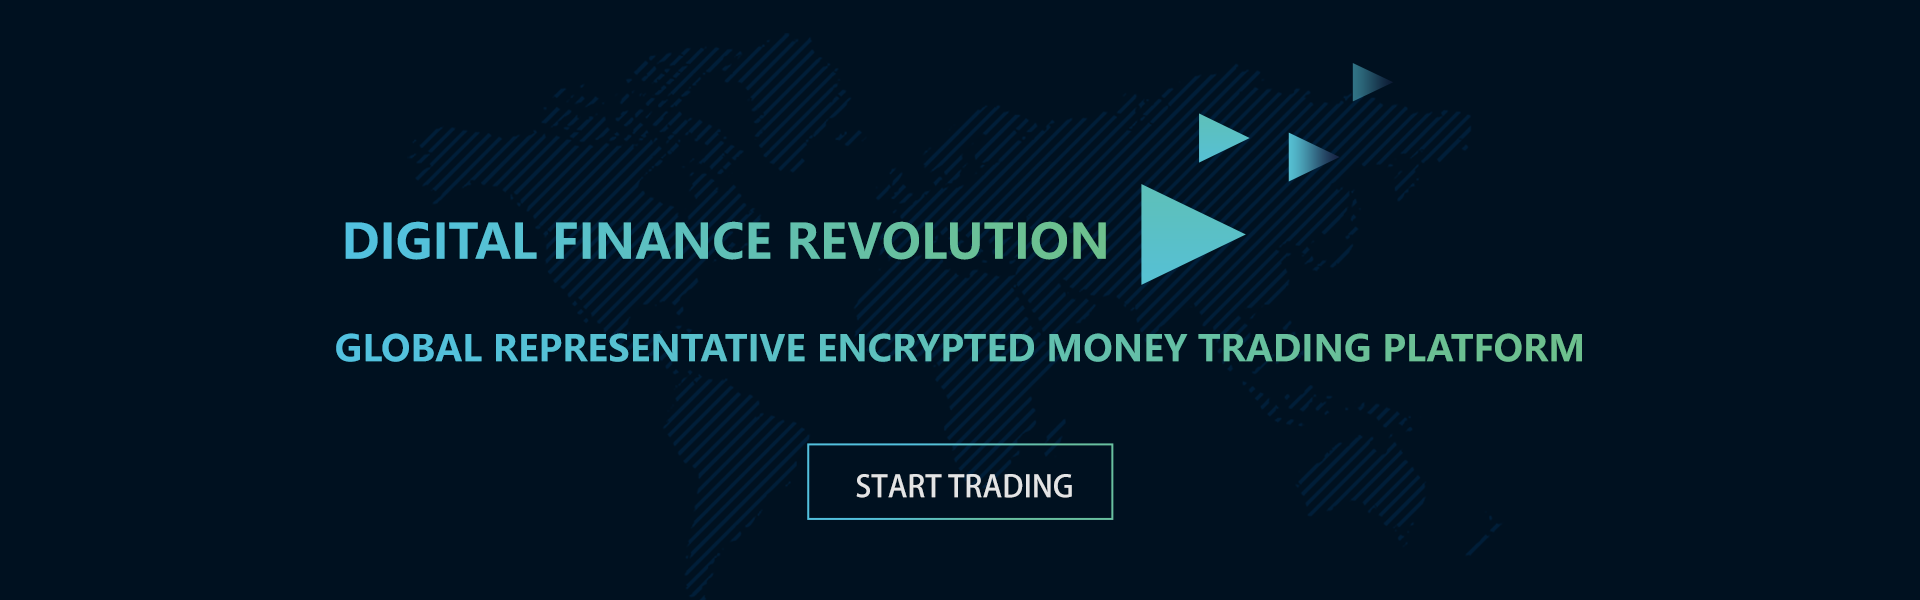 DIGITAL FINANCE REVOLUTION
GLOBAL REPRESENTATIVE ENCRYPTED MONEY TRADING PLATFORM
START TRADING